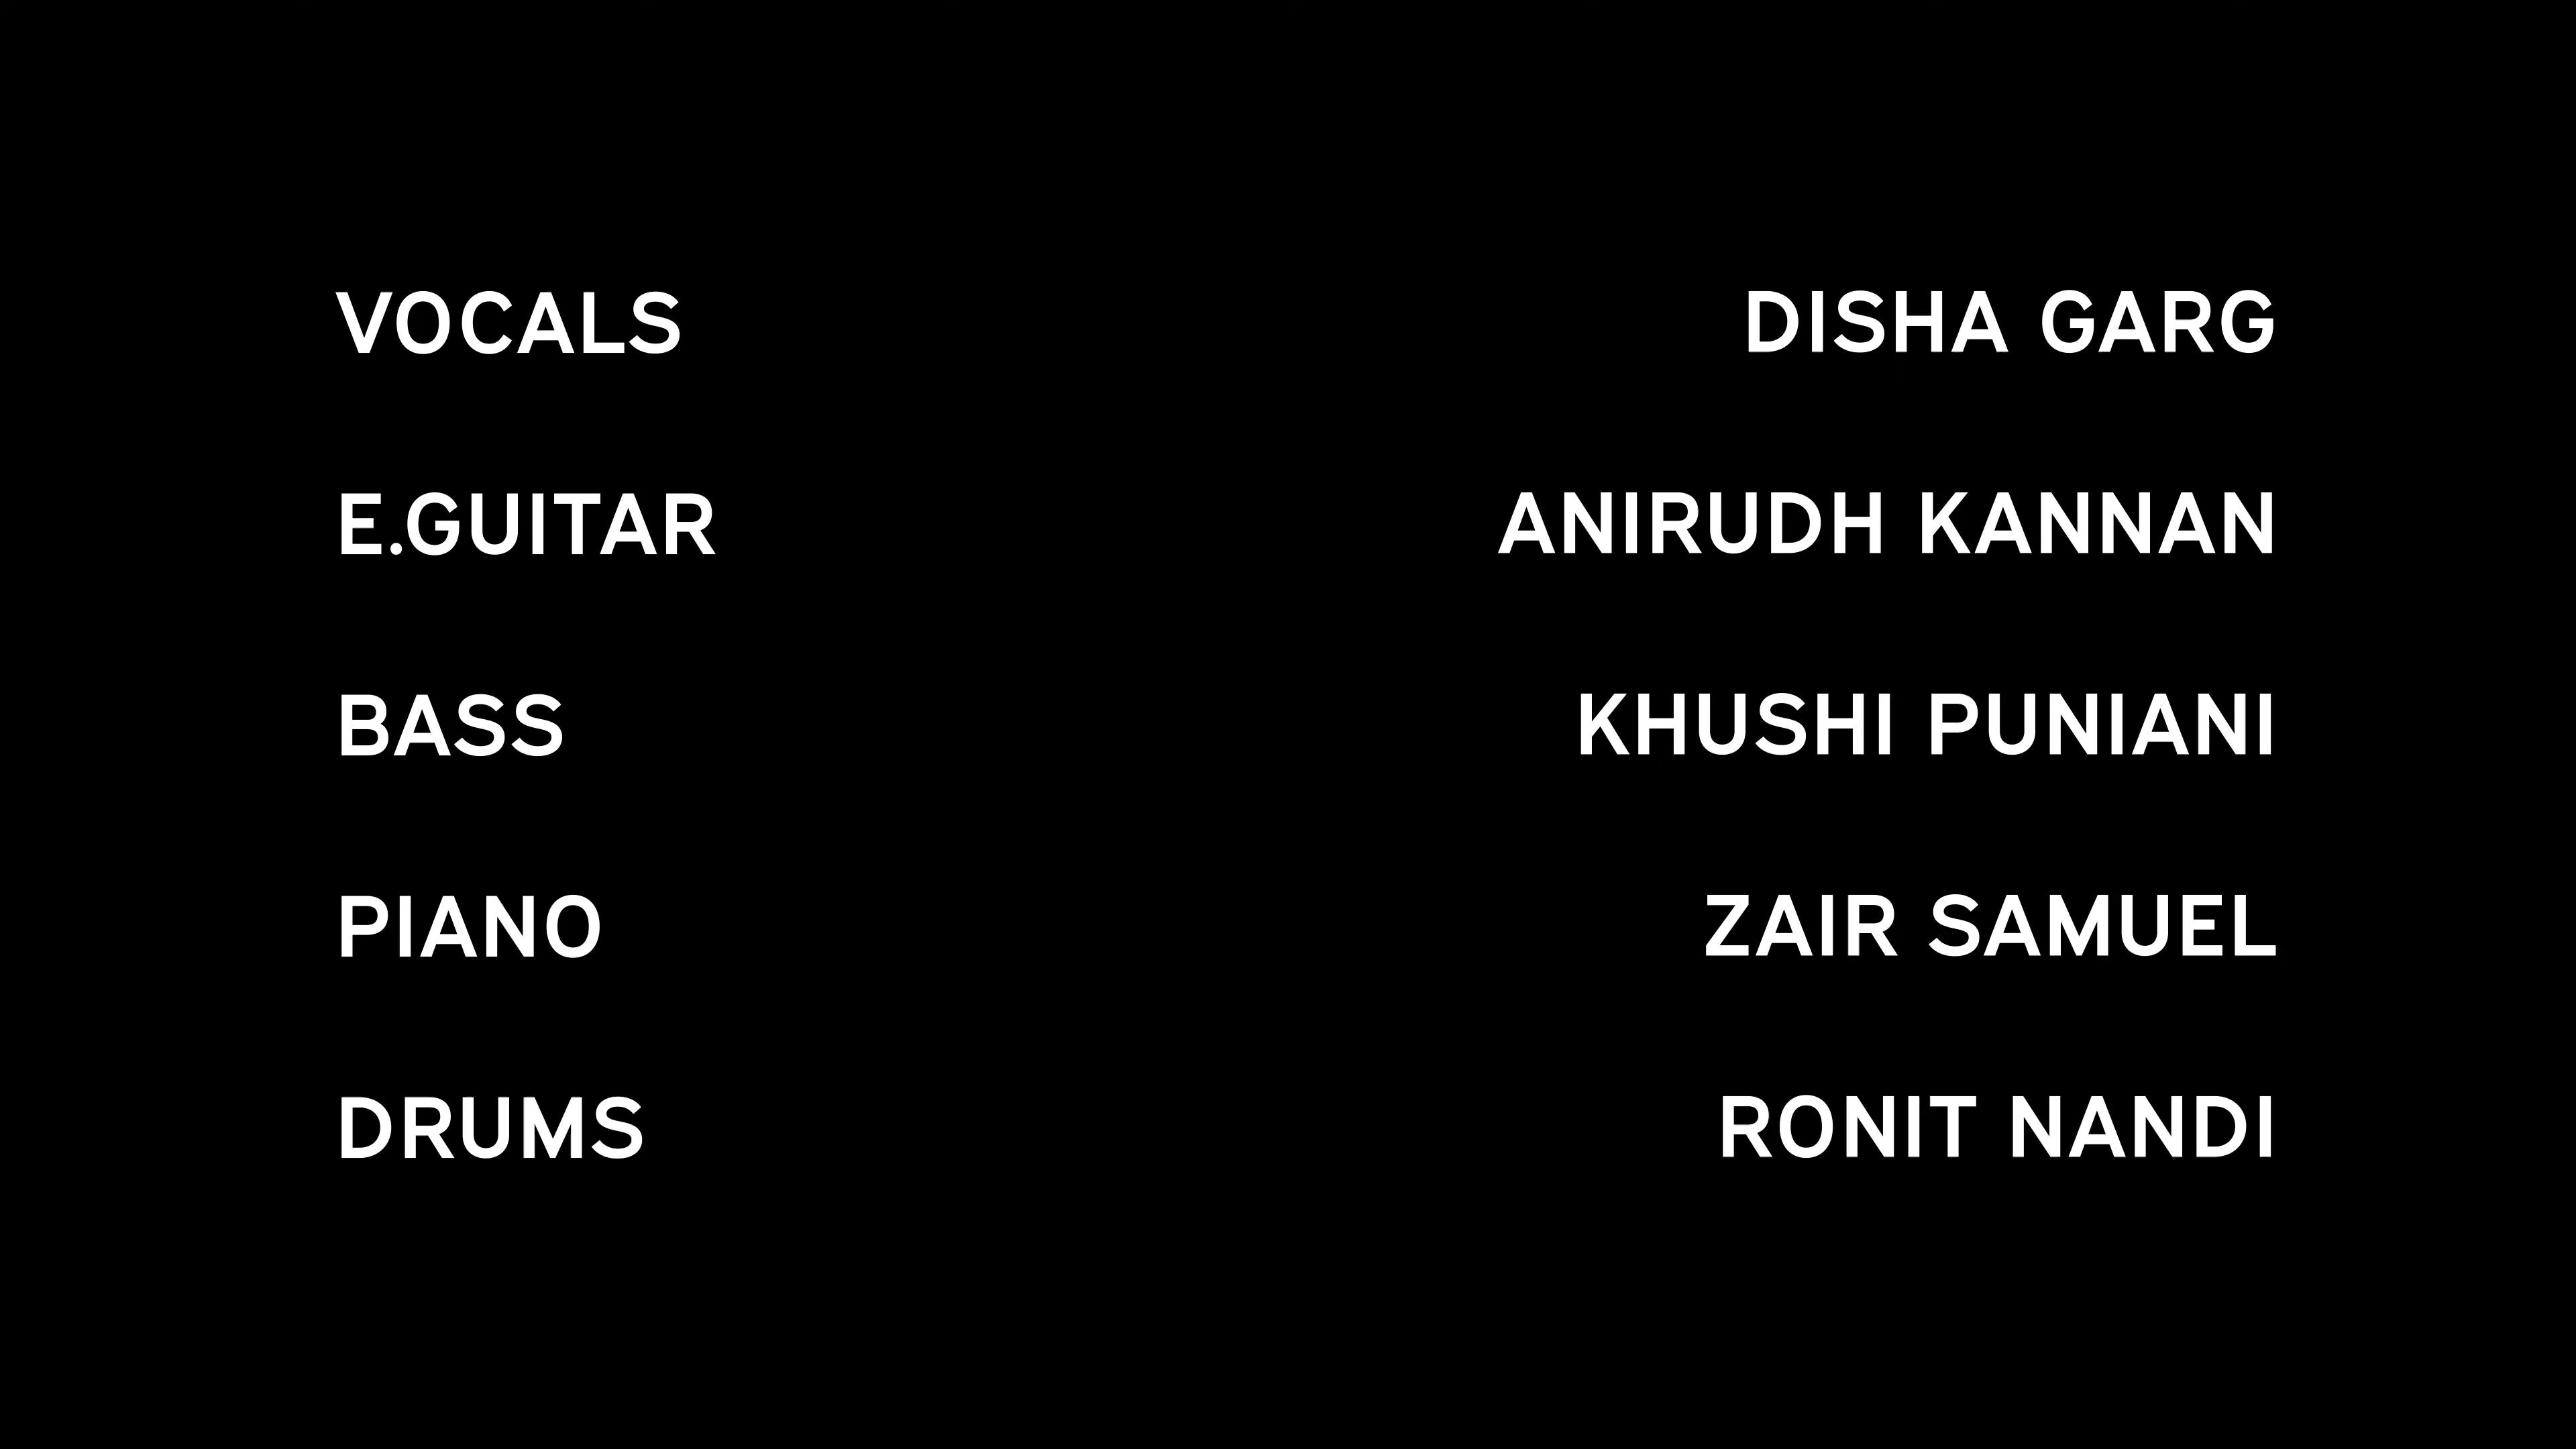 VOCALS DISHA GARG
E.GUITAR ANIRUDH KANNAN
BASS KHUSHI PUNIANI
PIANO ZAIR SAMUEL
DRUMS RONIT NANDI